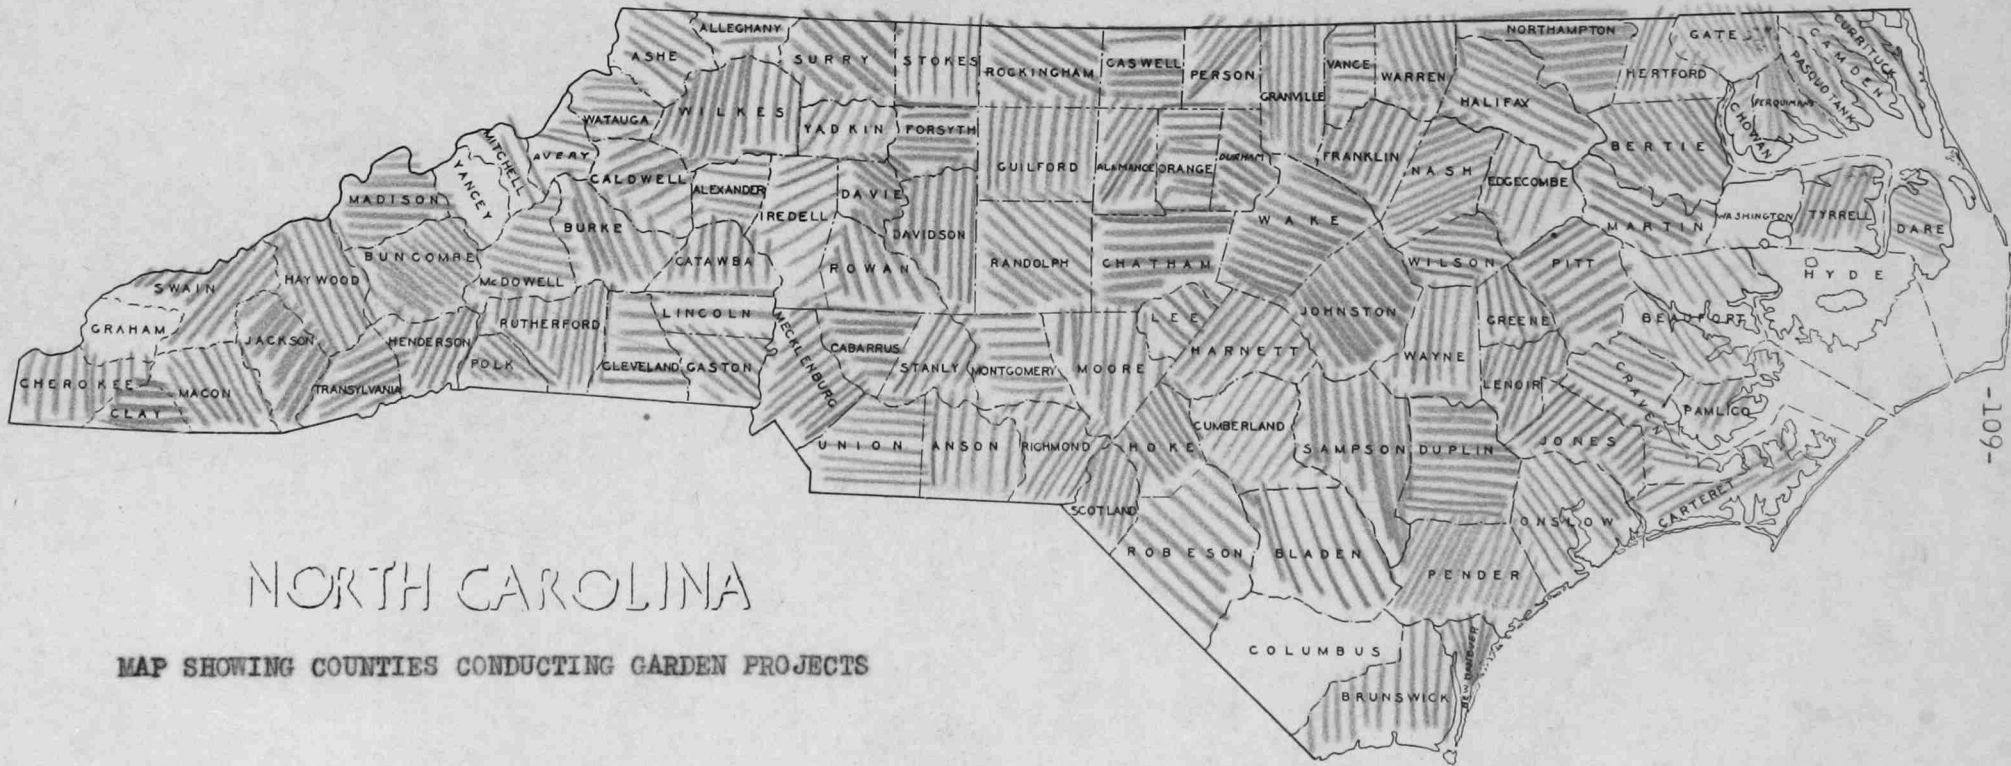 ALLEGHANY
ASHE
SURRY
STOKES
ROCKINGHAM
CASWELL
PERSON
GRANVILLE
VANCE
WARREN
NORTHAMPTON
HERTFORD
GATES
CURRITUCK
CAMDEN
PASQUOTANK
PERQUIMANS
CHOWAN
HALIFAX
BERTIE
WATAUGA
WILKES
YADKIN
FORSYTH
GUILFORD
ALAMANCE
ORANGE
DURHAM
FRANKLIN
NASH
EDGECOMBE
MARTIN
WASHINGTON
TYRRELL
DARE
MITCHELL
YANCEY
AVERY
CALDWELL
ALEXANDER
IREDELL
DAVIE
DAVIDSON
RANDOLPH
CHATHAM
WAKE
WILSON
PITT
HYDE
MADISON
BUNCOMBE
BURKE
CATAWBA
ROWAN
HAYWOOD
McDOWELL
SWAIN
GRAHAM
JACKSON
HENDERSON
RUTHERFORD
LINCOLN
POLK
CLEVELAND
GASTON
MECKLENBURG
CABARRUS
STANLY
MONTGOMERY
MOORE
LEE
HARNETT
JOHNSTON
WAYNE
GREENE
LENOIR
BEAUFORT
CRAVEN
PAMLICO
CHEROKEE
CLAY
MACON
TRANSYLVANIA
UNION
ANSON
RICHMOND
HOKE
CUMBERLAND
SAMPSON
DUPLIN
JONES
CARTERET
ONSLOW
SCOTLAND
ROBESON
BLADEN
PENDER
COLUMBUS
BRUNSWICK
NEW HANOVER
NORTH CAROLINA
MAP SHOWING COUNTIES CONDUCTING GARDEN PROJECTS
-109-